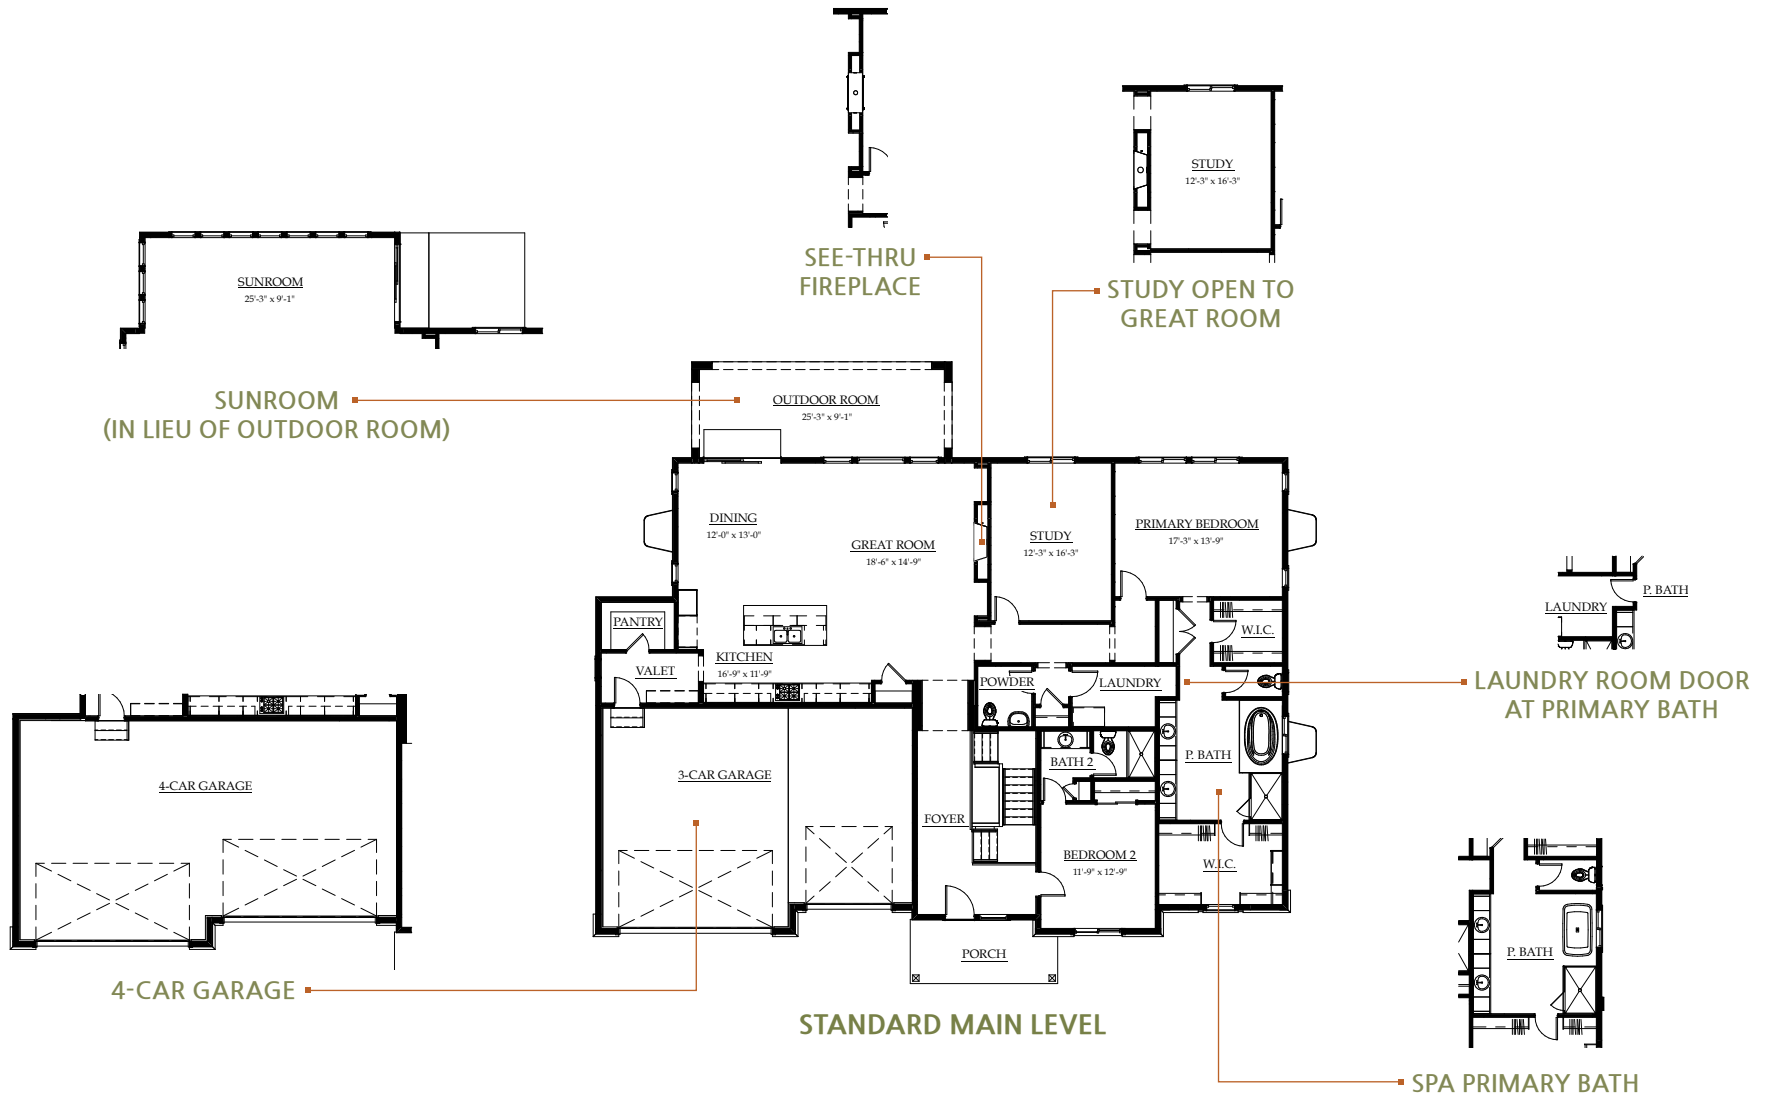 STUDY
12'-3" x 16'-3"
SEE-THRU
FIREPLACE
STUDY OPEN TO
GREAT ROOM
SUNROOM
25'-3" x 9'-1"
SUNROOM
(IN LIEU OF OUTDOOR ROOM)
OUTDOOR ROOM
25'-3" x 9'-1"
DINING
12'-0" x 13'-0"
GREAT ROOM
18'-6" x 14'-9"
STUDY
12'-3" x 16'-3"
PRIMARY BEDROOM
17'-3" x 13'-9"
PANTRY
VALET
KITCHEN
16'-9" x 11'-9"
POWDER
LAUNDRY
W.I.C.
LAUNDRY
P. BATH
LAUNDRY ROOM DOOR
AT PRIMARY BATH
4-CAR GARAGE
3-CAR GARAGE
FOYER
BATH 2
P. BATH
BEDROOM 2
11'-9" x 12'-9"
W.I.C.
PORCH
P. BATH
4-CAR GARAGE
STANDARD MAIN LEVEL
SPA PRIMARY BATH